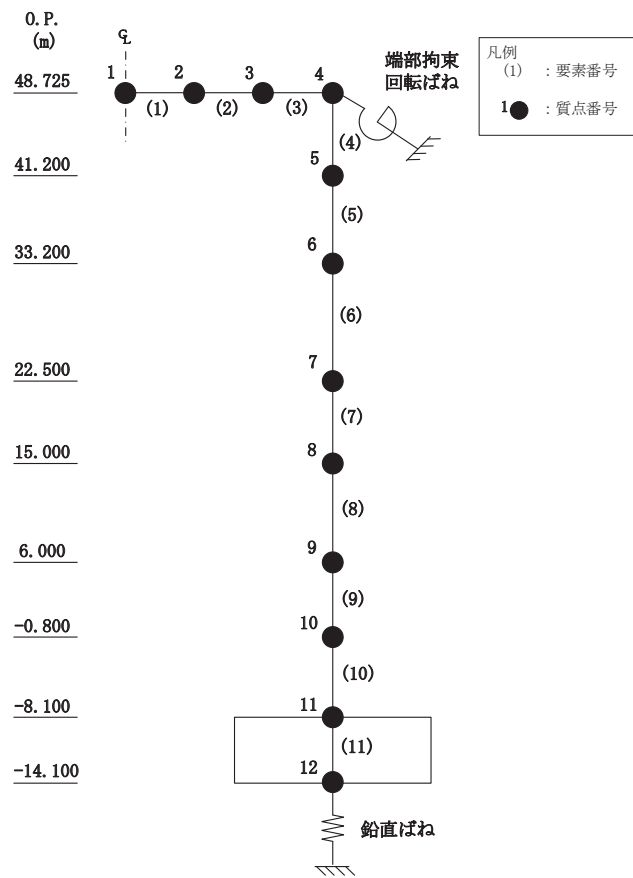 O.P.
(m)
℄
1 2 3 4
48.725
(1) (2) (3)
端部拘束
回転ばね
凡例
(1) : 要素番号
1 : 質点番号
(4)
5
41.200
(5)
6
33.200
(6)
7
22.500
(7)
8
15.000
(8)
9
6.000
(9)
10
-0.800
(10)
11
-8.100
(11)
12
-14.100
鉛直ばね